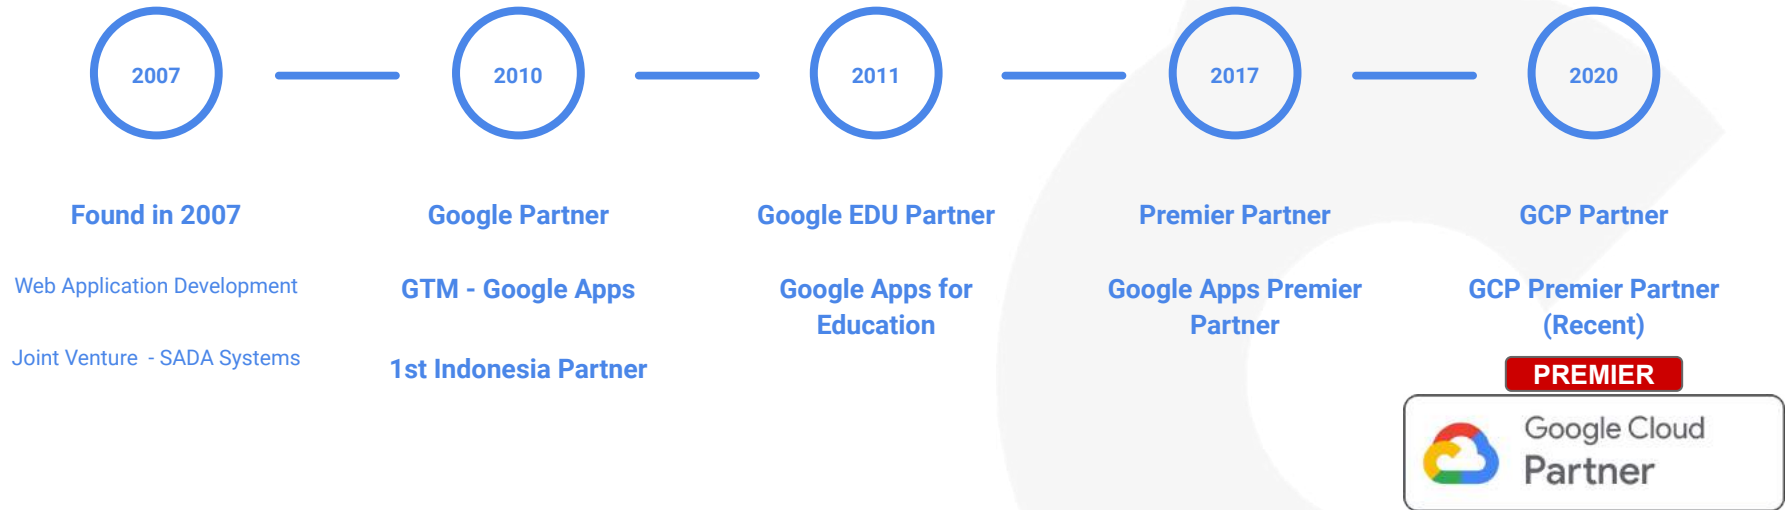 2007
2010
2011
2017
2020
Found in 2007
Google Partner
Google EDU Partner
Premier Partner
GCP Partner
Web Application Development
Joint Venture - SADA Systems
GTM - Google Apps
1st Indonesia Partner
Google Apps for
Education
Google Apps Premier
Partner
GCP Premier Partner
(Recent)
PREMIER
Google Cloud
Partner